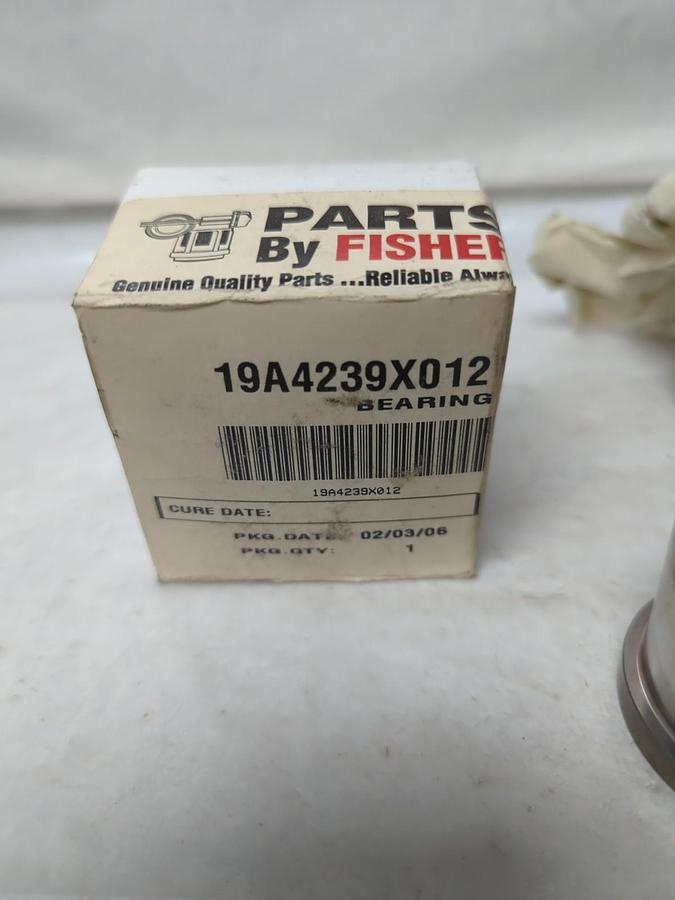 PARTS
By FISHER
Genuine Quality Parts ...Reliable Alwa
19A4239X012
BEARING
19A4239X012
CURE DATE:
PKG.DATE: 02/03/06
PKG.QTY: 1